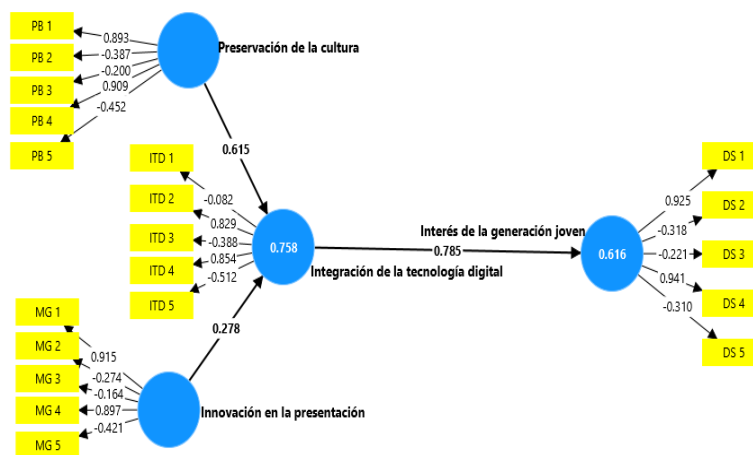 PB 1
PB 2
PB 3
PB 4
PB 5
0.893
-0.387
-0.200
0.909
-0.452
Preservación de la cultura
0.615
ITD 1
ITD 2
ITD 3
ITD 4
ITD 5
-0.082
0.829
-0.388
0.854
-0.512
0.758
Integración de la tecnología digital
0.785
Interés de la generación joven
0.616
DS 1
DS 2
DS 3
DS 4
DS 5
0.925
-0.318
-0.221
0.941
-0.310
0.278
MG 1
MG 2
MG 3
MG 4
MG 5
0.915
-0.274
-0.164
0.897
-0.421
Innovación en la presentación